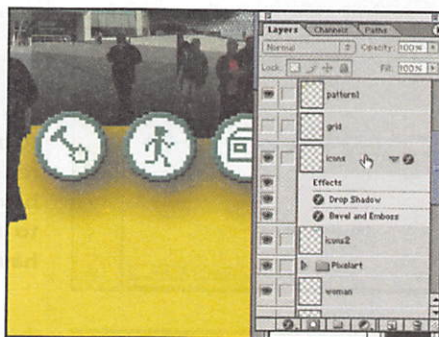 Layers Channels Paths
Normal Opacity: 100%
Lock: Fill: 100%
pattern1
grid
icons
Effects
Drop Shadow
Bevel and Emboss
icons2
Pixelart
woman